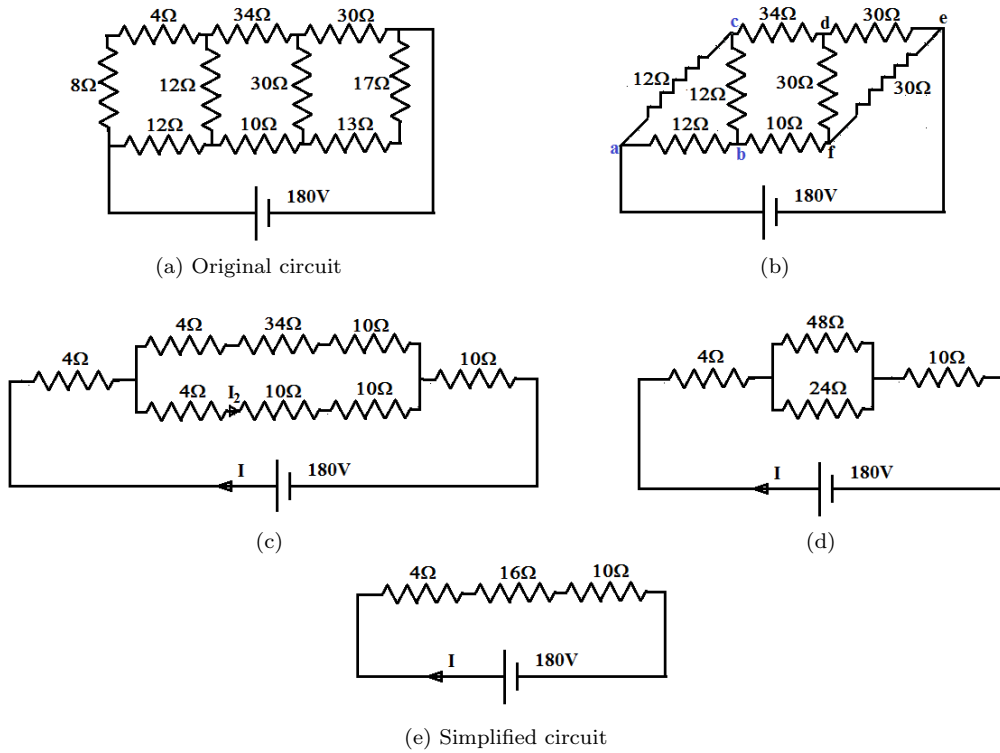 4Ω 34Ω 30Ω
8Ω 12Ω 30Ω 17Ω
12Ω 10Ω 13Ω
180V
(a) Original circuit
c 34Ω d 30Ω e
12Ω 12Ω 30Ω 30Ω
a 12Ω b 10Ω f
180V
(b)
4Ω 34Ω 10Ω
4Ω 10Ω
4Ω I₂ 10Ω 10Ω
I 180V
(c)
48Ω
4Ω 10Ω
24Ω
I 180V
(d)
4Ω 16Ω 10Ω
I 180V
(e) Simplified circuit